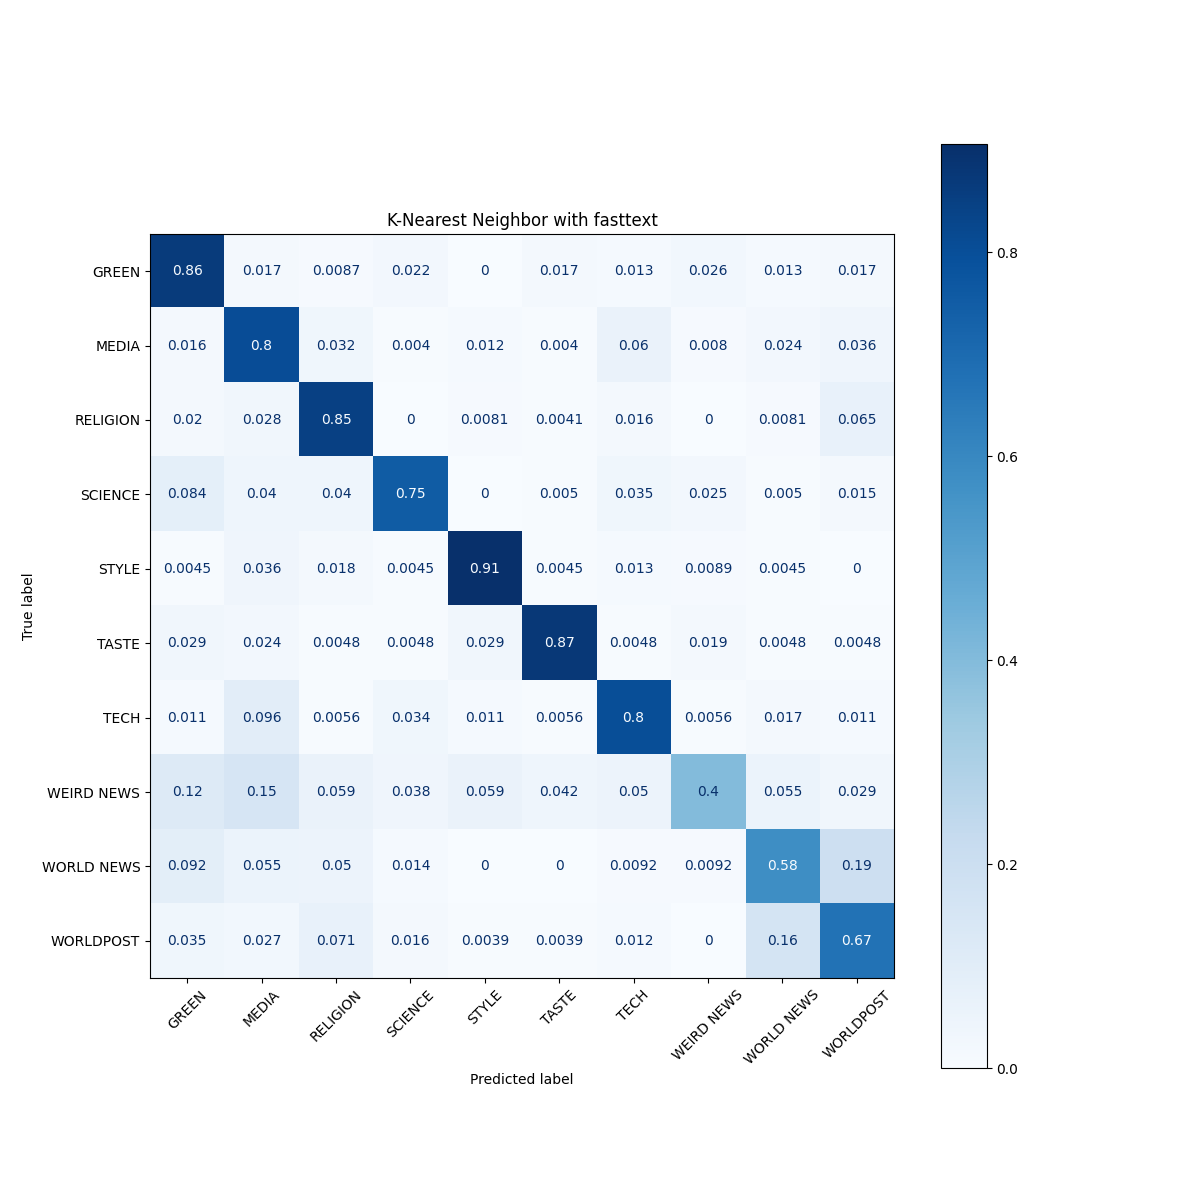 K-Nearest Neighbor with fasttext
GREEN 0.86 0.017 0.0087 0.022 0 0.017 0.013 0.026 0.013 0.017
MEDIA 0.016 0.8 0.032 0.004 0.012 0.004 0.06 0.008 0.024 0.036
RELIGION 0.02 0.028 0.85 0 0.0081 0.0041 0.016 0 0.0081 0.065
SCIENCE 0.084 0.04 0.04 0.75 0 0.005 0.035 0.025 0.005 0.015
STYLE 0.0045 0.036 0.018 0.0045 0.91 0.0045 0.013 0.0089 0.0045 0
TASTE 0.029 0.024 0.0048 0.0048 0.029 0.87 0.0048 0.019 0.0048 0.0048
TECH 0.011 0.096 0.0056 0.034 0.011 0.0056 0.8 0.0056 0.017 0.011
WEIRD NEWS 0.12 0.15 0.059 0.038 0.059 0.042 0.05 0.4 0.055 0.029
WORLD NEWS 0.092 0.055 0.05 0.014 0 0 0.0092 0.0092 0.58 0.19
WORLDPOST 0.035 0.027 0.071 0.016 0.0039 0.0039 0.012 0 0.16 0.67
GREEN MEDIA RELIGION SCIENCE STYLE TASTE TECH WEIRD NEWS WORLD NEWS WORLDPOST
Predicted label
True label
0.8
0.6
0.4
0.2
0.0